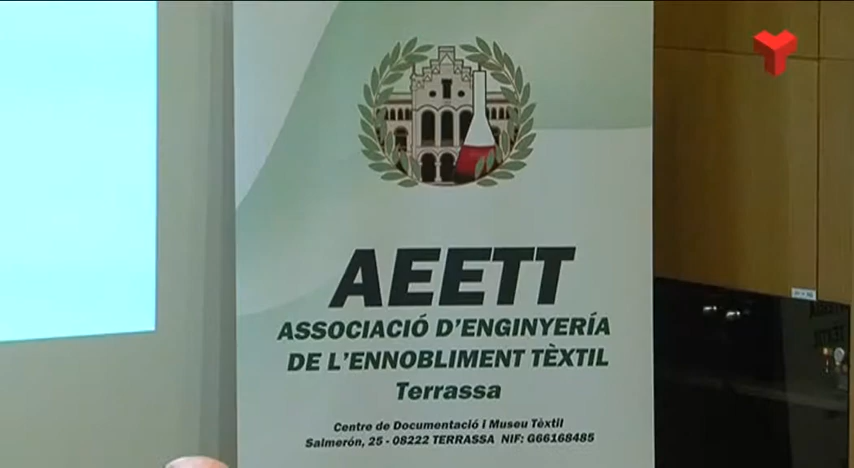 AEETT
ASSOCIACIÓ D'ENGINYERÍA
DE L'ENNOBLIMENT TÈXTIL
Terrassa
Centre de Documentació i Museu Tèxtil
Salmerón, 25 - 08222 TERRASSA NIF: G66168485